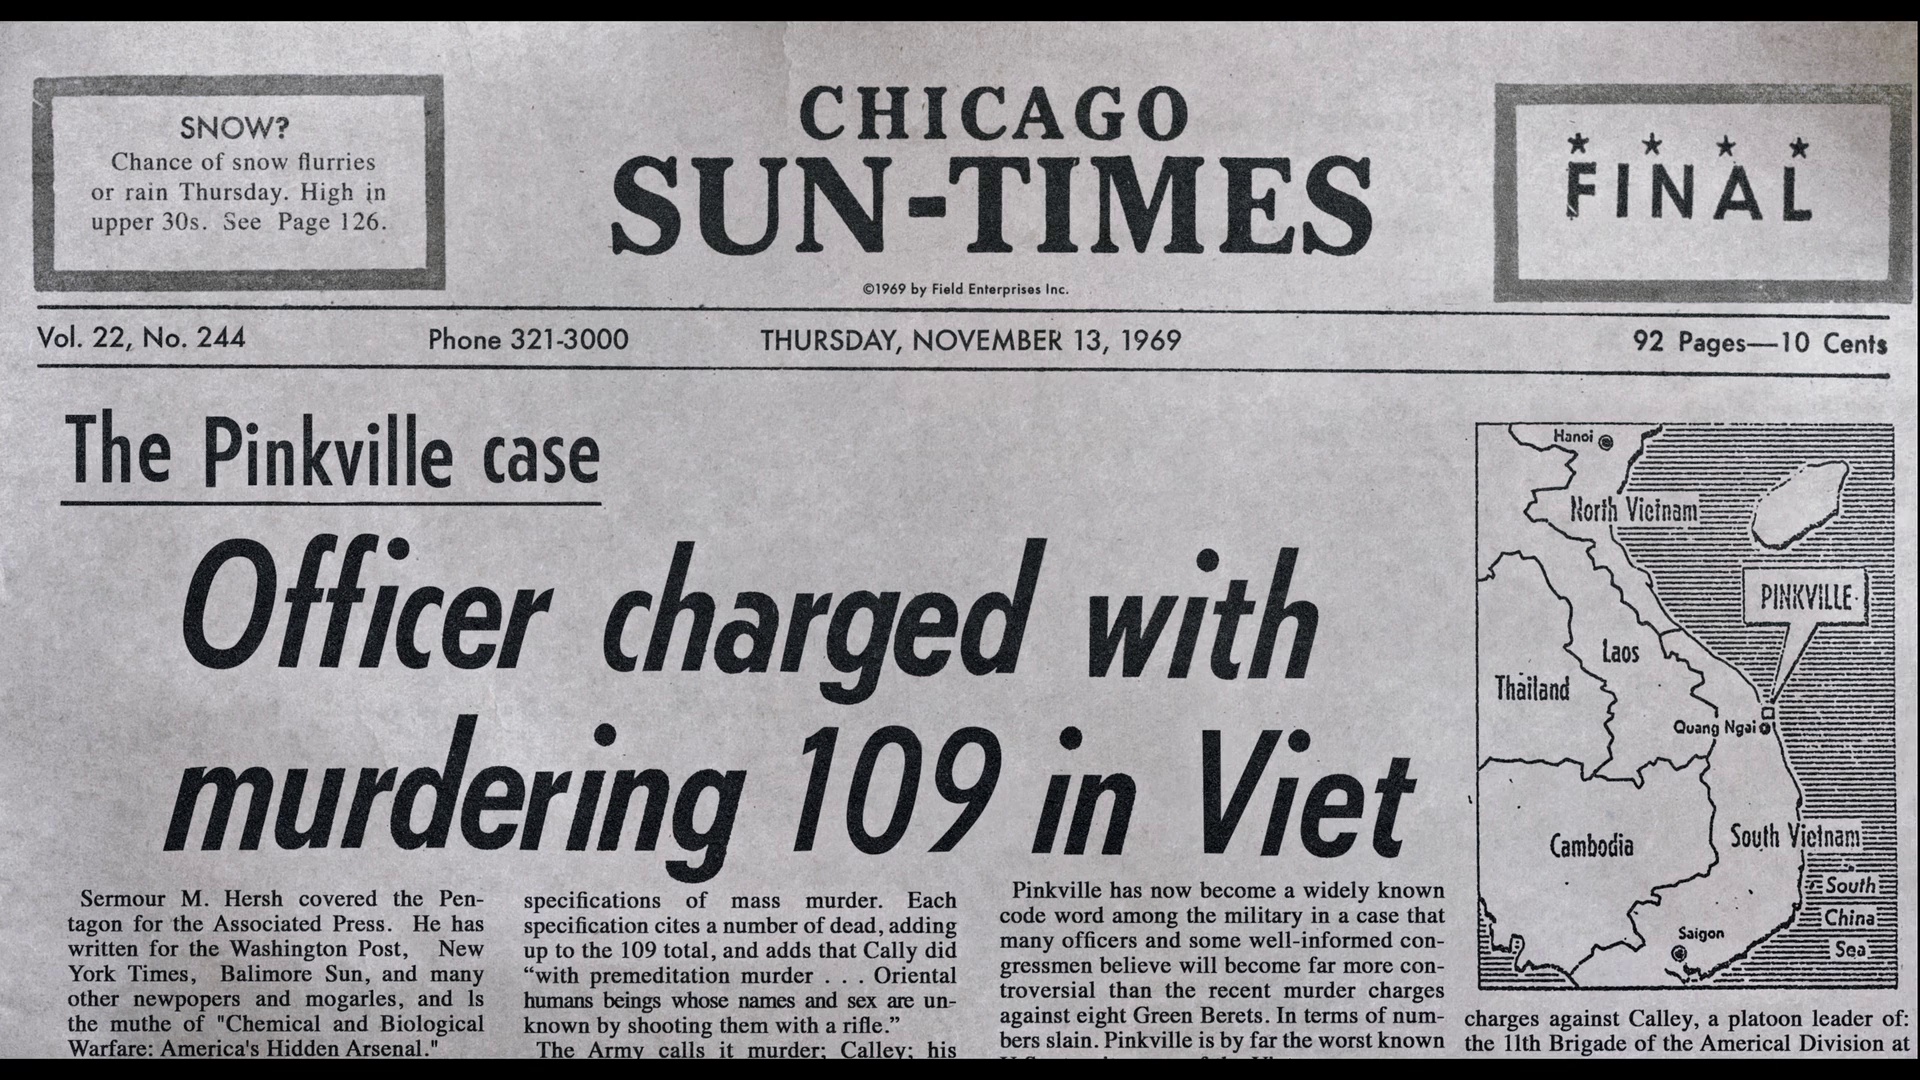 SNOW?
Chance of snow flurries
or rain Thursday. High in
upper 30s. See Page 126.
CHICAGO
SUN-TIMES
©1969 by Field Enterprises Inc.
FINAL
Vol. 22, No. 244
Phone 321-3000
THURSDAY, NOVEMBER 13, 1969
92 Pages—10 Cents
The Pinkville case
Officer charged with
murdering 109 in Viet
Sermour M. Hersh covered the Pen-
tagon for the Associated Press. He has
written for the Washington Post, New
York Times, Balimore Sun, and many
other newpopers and mogarles, and ls
the muthe of "Chemical and Biological
Warfare: America's Hidden Arsenal."
specifications of mass murder. Each
specification cites a number of dead, adding
up to the 109 total, and adds that Cally did
“with premeditation murder . . . Oriental
humans beings whose names and sex are un-
known by shooting them with a rifle.”
The Army calls it murder; Calley; his
Pinkville has now become a widely known
code word among the military in a case that
many officers and some well-informed con-
gressmen believe will become far more con-
troversial than the recent murder charges
against eight Green Berets. In terms of num-
bers slain. Pinkville is by far the worst known
Hanoi
North Vietnam
PINKVILLE
Laos
Thailand
Quang Ngai
Cambodia
South Vietnam
South
China
Sea
Saigon
charges against Calley, a platoon leader of:
the 11th Brigade of the Americal Division at